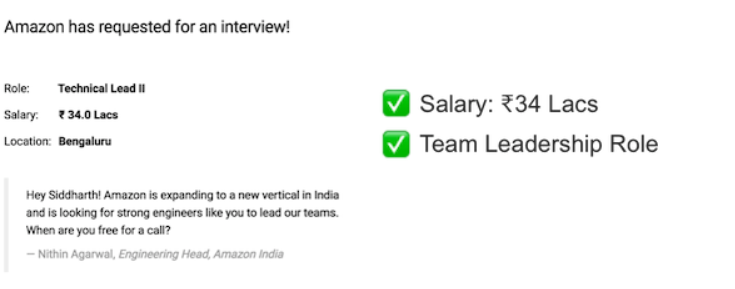 Amazon has requested for an interview!
Role: Technical Lead II
Salary: ₹ 34.0 Lacs
Location: Bengaluru
Hey Siddharth! Amazon is expanding to a new vertical in India
and is looking for strong engineers like you to lead our teams.
When are you free for a call?
— Nithin Agarwal, Engineering Head, Amazon India
✅ Salary: ₹34 Lacs
✅ Team Leadership Role